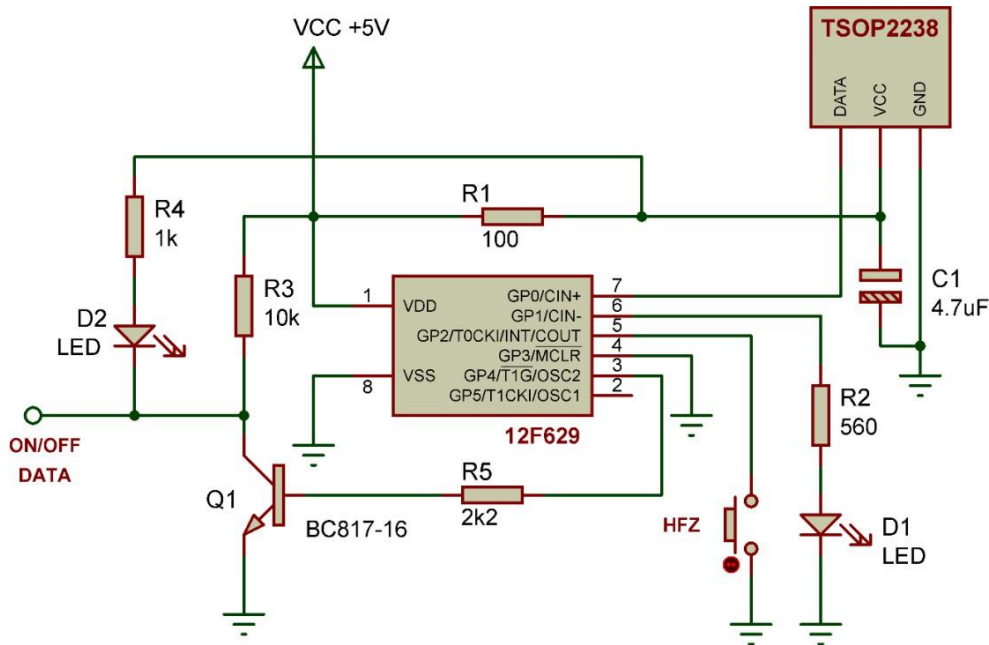 VCC +5V
TSOP2238
DATA
VCC
GND
R4
1k
R1
100
R3
10k
D2
LED
C1
4.7uF
1
VDD
8
VSS
GP0/CIN+
7
GP1/CIN-
6
GP2/T0CKI/INT/COUT
5
GP3/MCLR
4
GP4/T1G/OSC2
3
GP5/T1CKI/OSC1
2
12F629
R2
560
ON/OFF
DATA
Q1
BC817-16
R5
2k2
HFZ
D1
LED